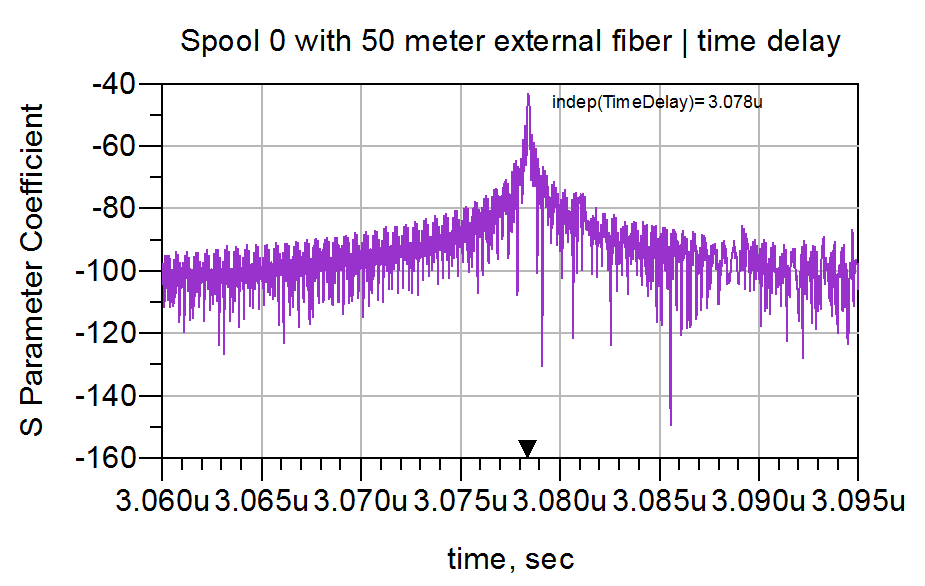 Spool 0 with 50 meter external fiber | time delay
indep(TimeDelay)= 3.078u
S Parameter Coefficient
-40
-60
-80
-100
-120
-140
-160
3.060u 3.065u 3.070u 3.075u 3.080u 3.085u 3.090u 3.095u
time, sec